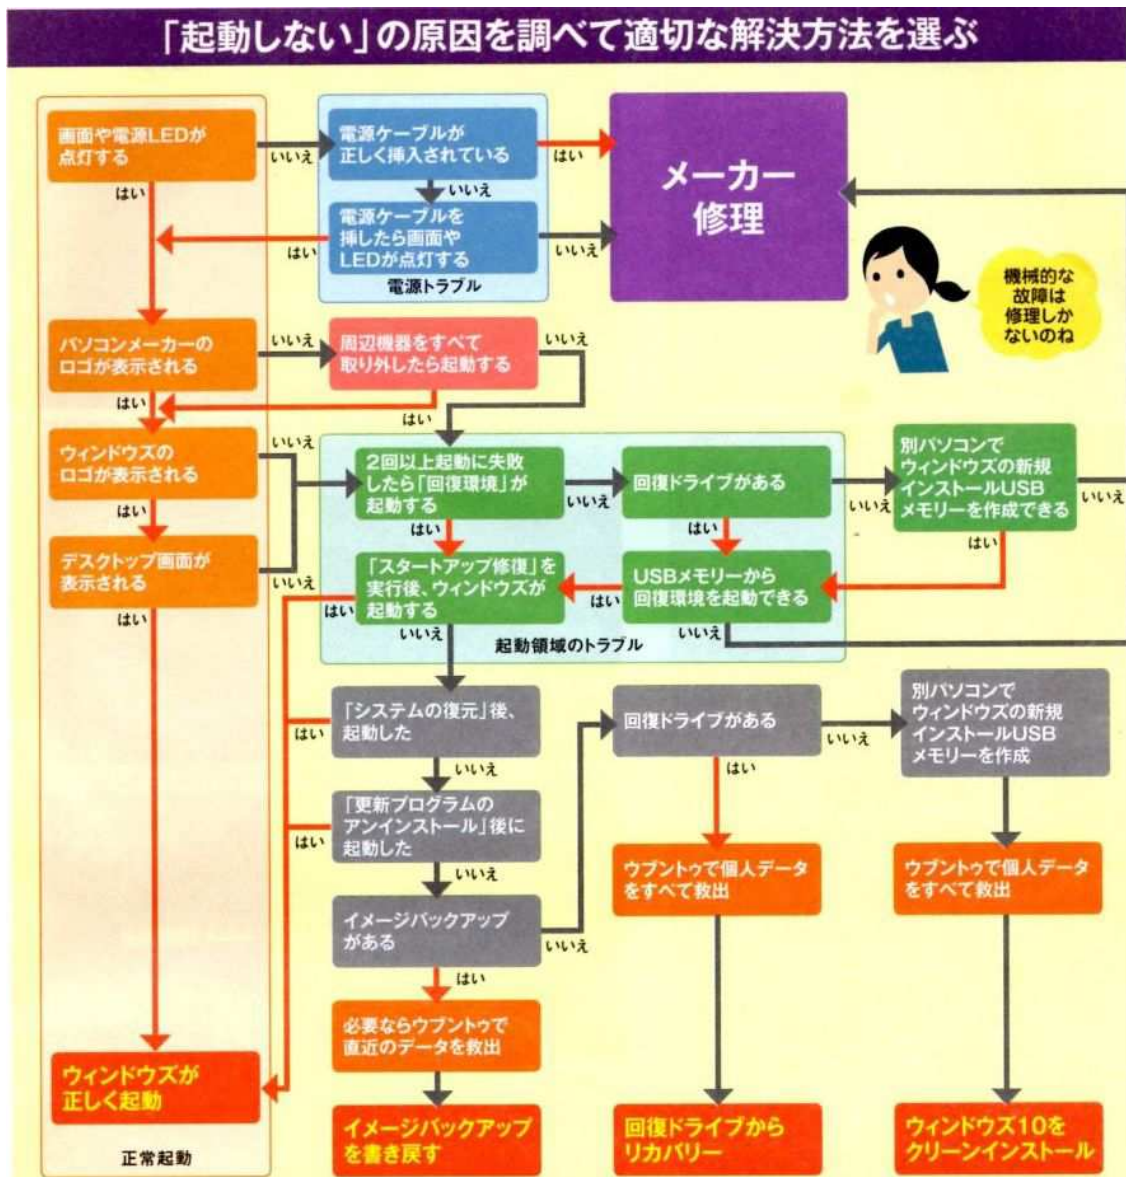 「起動しない」の原因を調べて適切な解決方法を選ぶ
画面や電源LEDが
点灯する
いいえ
はい
電源ケーブルが
正しく挿入されている
はい
いいえ
電源ケーブルを
挿したら画面や
LEDが点灯する
はい
いいえ
電源トラブル
メーカー
修理
機械的な
故障は
修理しか
ないのね
パソコンメーカーの
ロゴが表示される
いいえ
はい
周辺機器をすべて
取り外したら起動する
いいえ
はい
ウィンドウズの
ロゴが表示される
いいえ
はい
デスクトップ画面が
表示される
いいえ
はい
2回以上起動に失敗
したら「回復環境」が
起動する
いいえ
はい
回復ドライブがある
いいえ
はい
別パソコンで
ウィンドウズの新規
インストールUSB
メモリーを作成できる
いいえ
はい
「スタートアップ修復」を
実行後、ウィンドウズが
起動する
はい
いいえ
USBメモリーから
回復環境を起動できる
はい
いいえ
起動領域のトラブル
「システムの復元」後、
起動した
はい
いいえ
「更新プログラムの
アンインストール」後に
起動した
はい
いいえ
イメージバックアップ
がある
いいえ
はい
必要ならウブントゥで
直近のデータを救出
イメージバックアップ
を書き戻す
回復ドライブがある
いいえ
はい
ウブントゥで個人データ
をすべて救出
回復ドライブから
リカバリー
別パソコンで
ウィンドウズの新規
インストールUSB
メモリーを作成
ウブントゥで個人データ
をすべて救出
ウィンドウズ10を
クリーンインストール
ウィンドウズが
正しく起動
正常起動